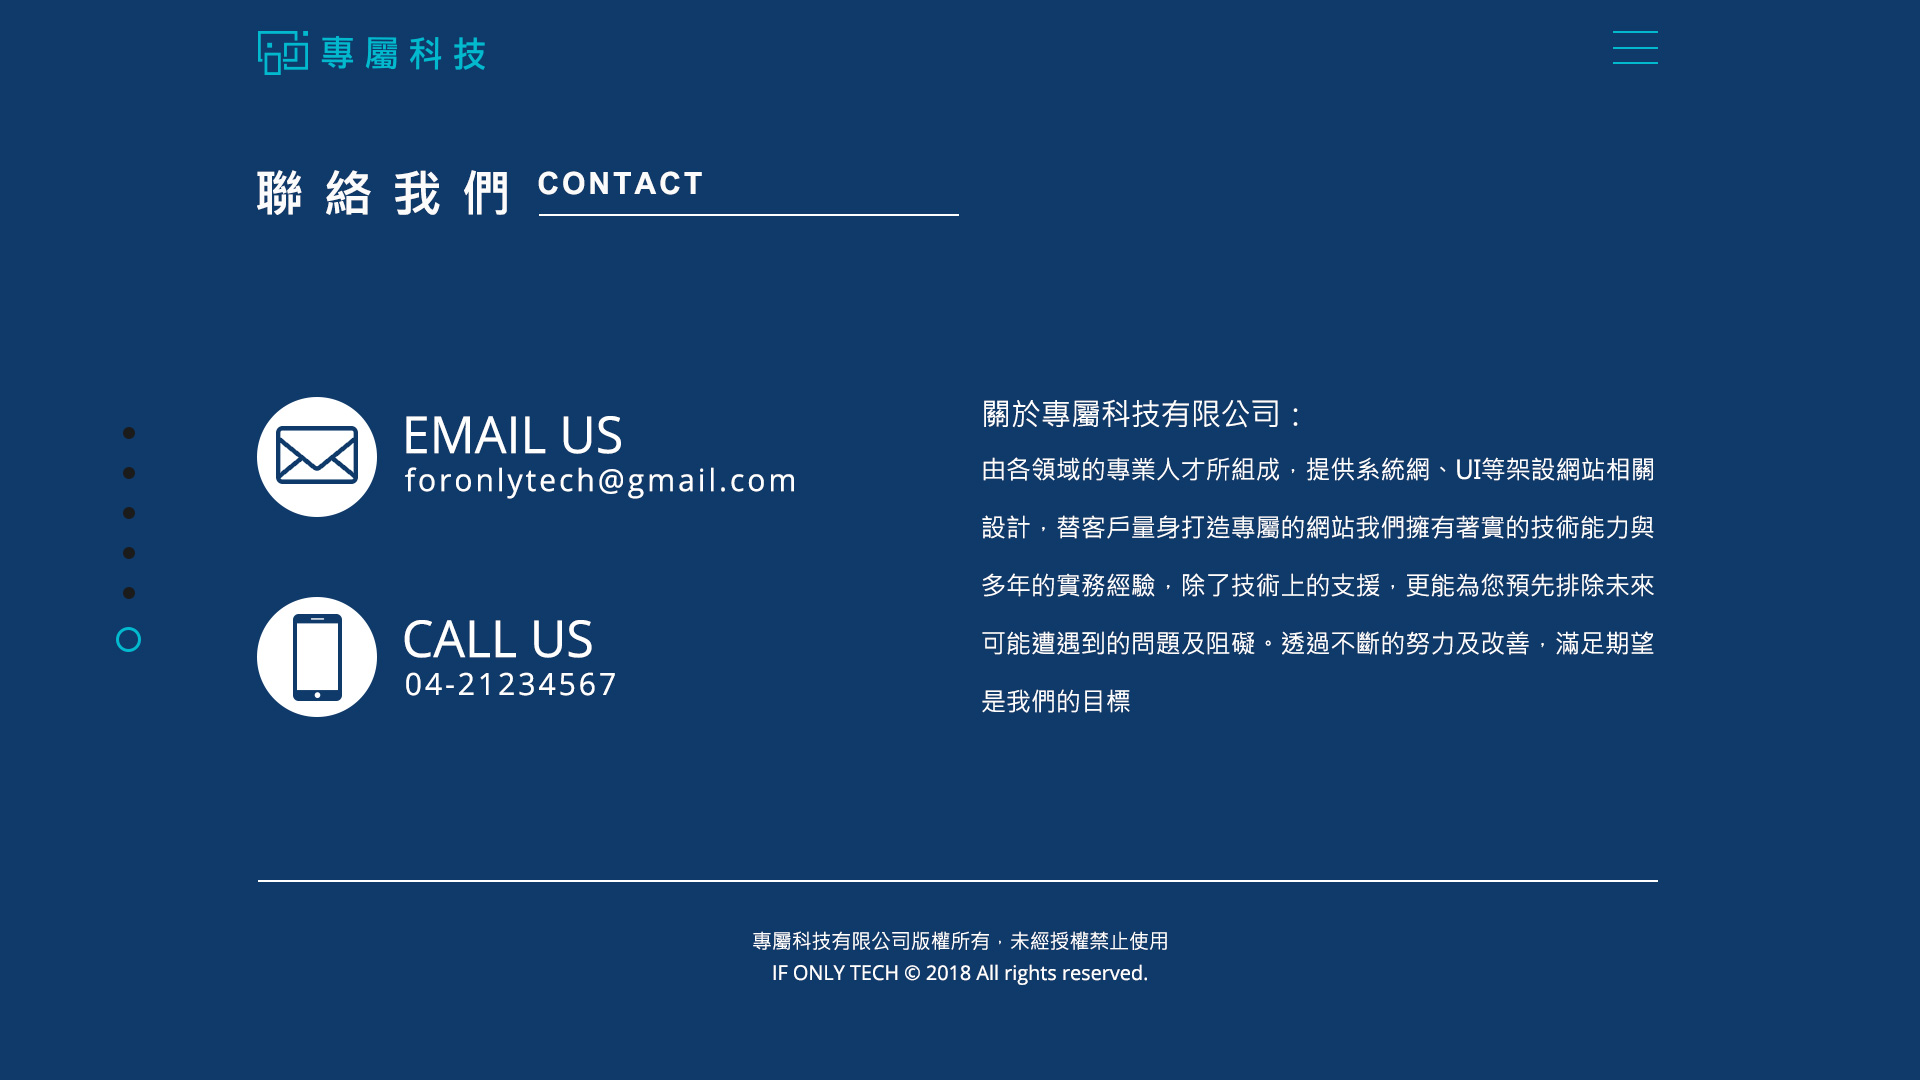 專屬科技
聯絡我們 CONTACT
EMAIL US
foronlytech@gmail.com
CALL US
04-21234567
關於專屬科技有限公司：
由各領域的專業人才所組成，提供系統網、UI等架設網站相關
設計，替客戶量身打造專屬的網站我們擁有著實的技術能力與
多年的實務經驗，除了技術上的支援，更能為您預先排除未來
可能遭遇到的問題及阻礙。透過不斷的努力及改善，滿足期望
是我們的目標
專屬科技有限公司版權所有，未經授權禁止使用
IF ONLY TECH © 2018 All rights reserved.